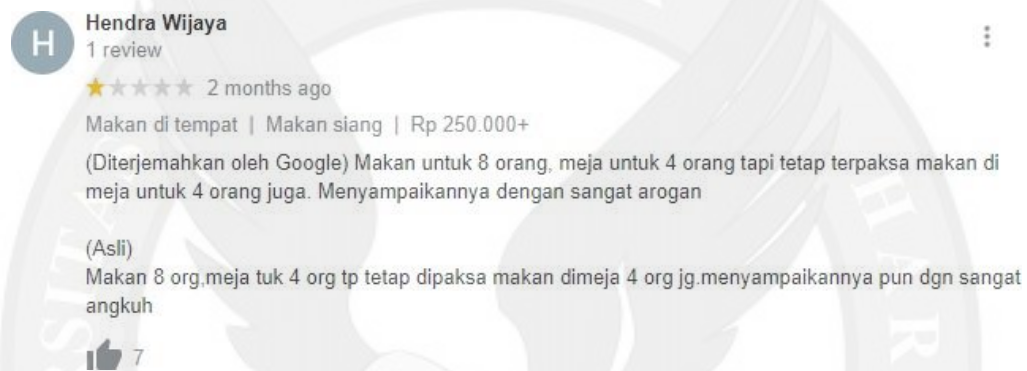 H
Hendra Wijaya
1 review
2 months ago
Makan di tempat | Makan siang | Rp 250.000+
(Diterjemahkan oleh Google) Makan untuk 8 orang, meja untuk 4 orang tapi tetap terpaksa makan di
meja untuk 4 orang juga. Menyampaikannya dengan sangat arogan
(Asli)
Makan 8 org,meja tuk 4 org tp tetap dipaksa makan dimeja 4 org jg.menyampaikannya pun dgn sangat
angkuh
7